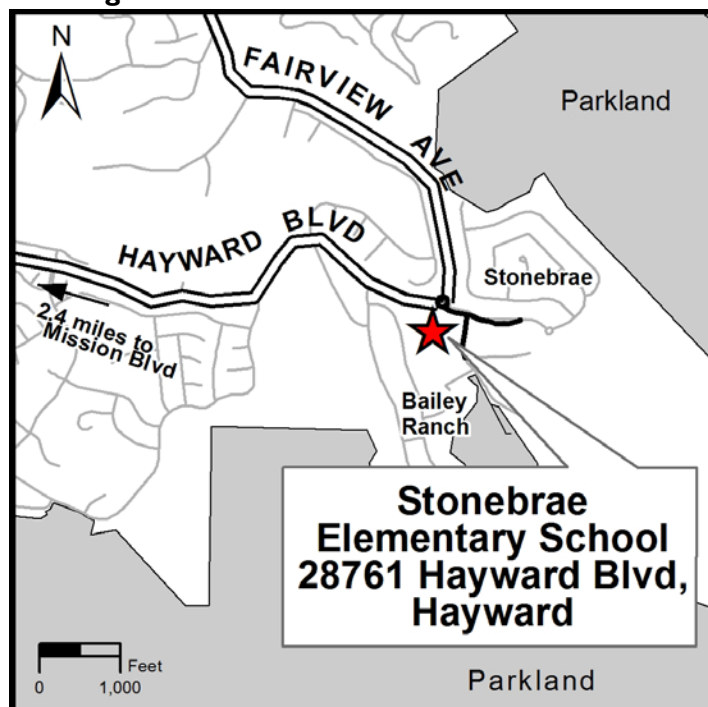 N
FAIRVIEW AVE
Parkland
HAYWARD BLVD
Stonebrae
2.4 miles to
Mission Blvd
Bailey
Ranch
Stonebrae
Elementary School
28761 Hayward Blvd,
Hayward
Feet
0 1,000
Parkland